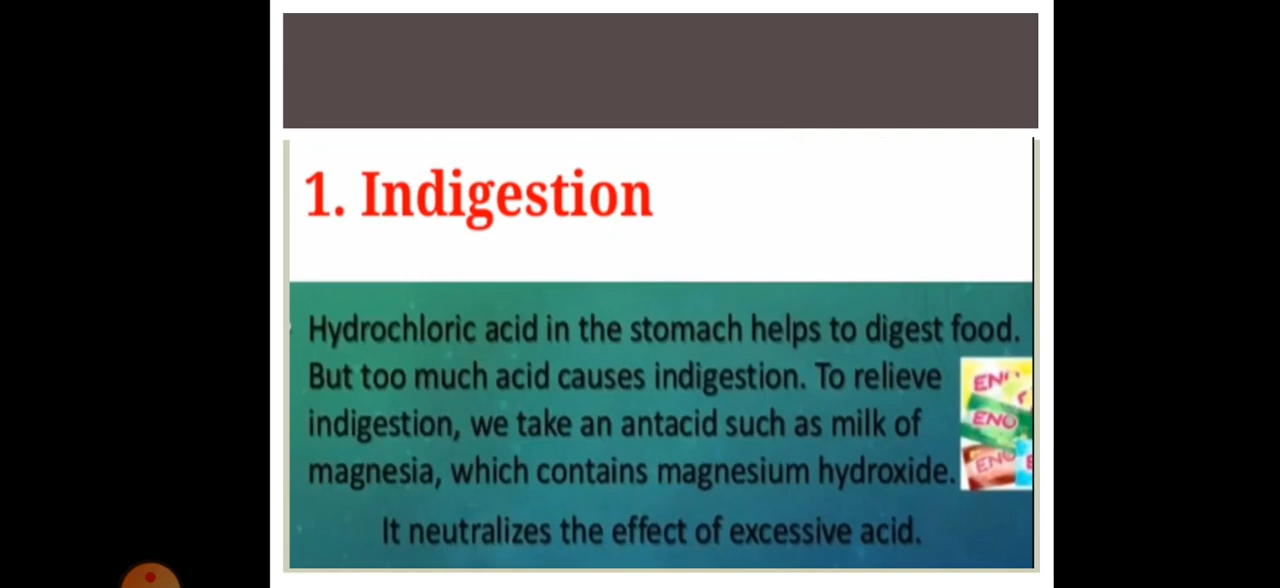 1. Indigestion
Hydrochloric acid in the stomach helps to digest food.
But too much acid causes indigestion. To relieve
indigestion, we take an antacid such as milk of
magnesia, which contains magnesium hydroxide.
It neutralizes the effect of excessive acid.
ENO
ENO